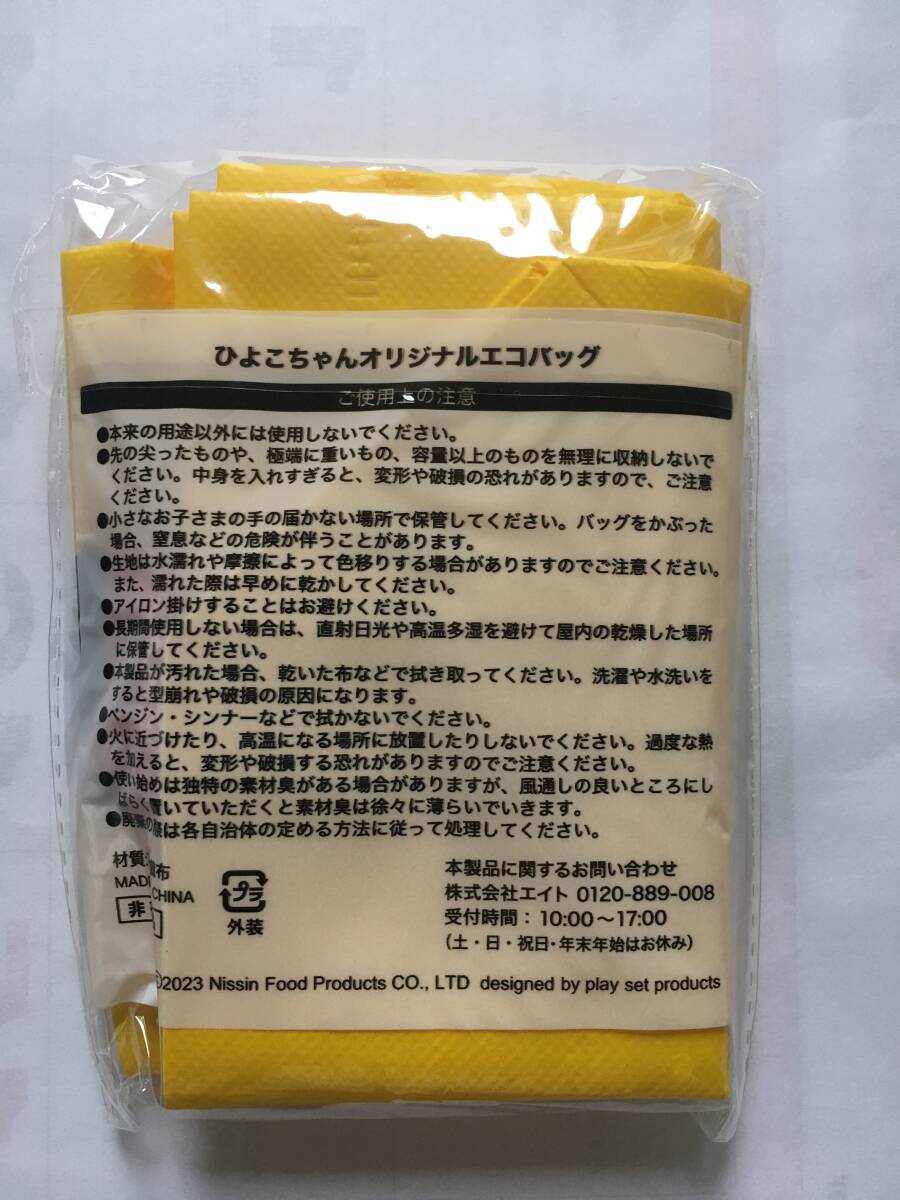 ひよこちゃんオリジナルエコバッグ
ご使用上の注意
●本来の用途以外には使用しないでください。
●先の尖ったものや、極端に重いもの、容量以上のものを無理に収納しないで
ください。中身を入れすぎると、変形や破損の恐れがありますので、ご注意
ください。
●小さなお子さまの手の届かない場所で保管してください。バッグをかぶった
場合、窒息などの危険が伴うことがあります。
●生地は水濡れや摩擦によって色移りする場合がありますのでご注意ください。
また、濡れた際は早めに乾かしてください。
●アイロン掛けすることはお避けください。
●長期間使用しない場合は、直射日光や高温多湿を避けて屋内の乾燥した場所
に保管してください。
●本製品が汚れた場合、乾いた布などで拭き取ってください。洗濯や水洗いを
すると型崩れや破損の原因になります。
●ベンジン・シンナーなどで拭かないでください。
●火に近づけたり、高温になる場所に放置したりしないでください。過度な熱
を加えると、変形や破損する恐れがありますのでご注意ください。
●使い始めは独特の素材臭がある場合がありますが、風通しの良いところにし
ばらく置いていただくと素材臭は徐々に薄らいでいきます。
●廃棄の際は各自治体の定める方法に従って処理してください。
材質 布
MAD CHINA
非
プラ
外装
本製品に関するお問い合わせ
株式会社エイト 0120-889-008
受付時間：10:00～17:00
（土・日・祝日・年末年始はお休み）
©2023 Nissin Food Products CO., LTD designed by play set products